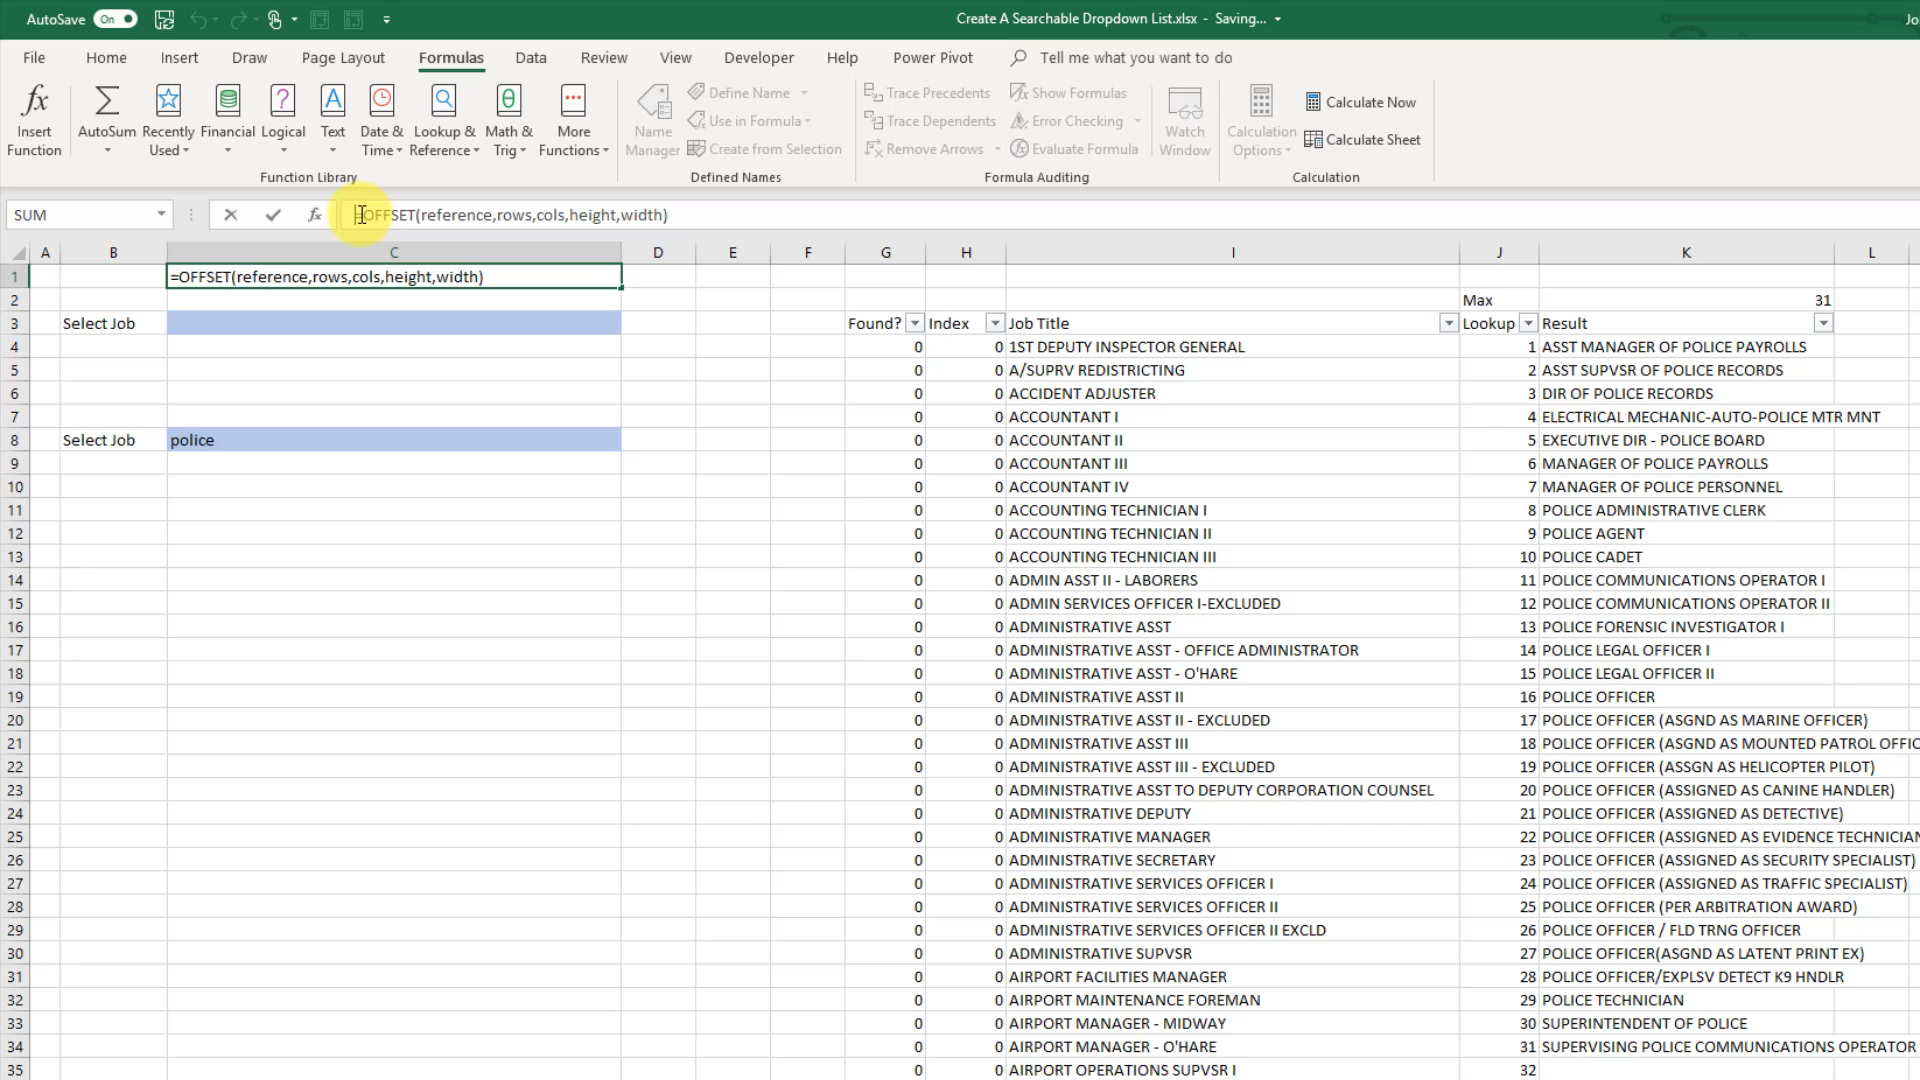 AutoSave On Create A Searchable Dropdown List.xlsx - Saving... Jo
File Home Insert Draw Page Layout Formulas Data Review View Developer Help Power Pivot Tell me what you want to do
fx Insert Function AutoSum Recently Used Financial Logical Text Date & Time Lookup & Reference Math & Trig More Functions
Function Library
Name Manager Define Name Use in Formula Create from Selection
Defined Names
Trace Precedents Trace Dependents Remove Arrows Show Formulas Error Checking Evaluate Formula
Formula Auditing
Watch Window
Calculation Options Calculate Now Calculate Sheet
Calculation
SUM fx =OFFSET(reference,rows,cols,height,width)
A B C D E F G H I J K L
1 =OFFSET(reference,rows,cols,height,width)
2 Max 31
3 Select Job Found? Index Job Title Lookup Result
4 0 0 1ST DEPUTY INSPECTOR GENERAL 1 ASST MANAGER OF POLICE PAYROLLS
5 0 0 A/SUPRV REDISTRICTING 2 ASST SUPVSR OF POLICE RECORDS
6 0 0 ACCIDENT ADJUSTER 3 DIR OF POLICE RECORDS
7 0 0 ACCOUNTANT I 4 ELECTRICAL MECHANIC-AUTO-POLICE MTR MNT
8 Select Job police 0 0 ACCOUNTANT II 5 EXECUTIVE DIR - POLICE BOARD
9 0 0 ACCOUNTANT III 6 MANAGER OF POLICE PAYROLLS
10 0 0 ACCOUNTANT IV 7 MANAGER OF POLICE PERSONNEL
11 0 0 ACCOUNTING TECHNICIAN I 8 POLICE ADMINISTRATIVE CLERK
12 0 0 ACCOUNTING TECHNICIAN II 9 POLICE AGENT
13 0 0 ACCOUNTING TECHNICIAN III 10 POLICE CADET
14 0 0 ADMIN ASST II - LABORERS 11 POLICE COMMUNICATIONS OPERATOR I
15 0 0 ADMIN SERVICES OFFICER I-EXCLUDED 12 POLICE COMMUNICATIONS OPERATOR II
16 0 0 ADMINISTRATIVE ASST 13 POLICE FORENSIC INVESTIGATOR I
17 0 0 ADMINISTRATIVE ASST - OFFICE ADMINISTRATOR 14 POLICE LEGAL OFFICER I
18 0 0 ADMINISTRATIVE ASST - O'HARE 15 POLICE LEGAL OFFICER II
19 0 0 ADMINISTRATIVE ASST II 16 POLICE OFFICER
20 0 0 ADMINISTRATIVE ASST II - EXCLUDED 17 POLICE OFFICER (ASGND AS MARINE OFFICER)
21 0 0 ADMINISTRATIVE ASST III 18 POLICE OFFICER (ASGND AS MOUNTED PATROL OFFIC
22 0 0 ADMINISTRATIVE ASST III - EXCLUDED 19 POLICE OFFICER (ASSGN AS HELICOPTER PILOT)
23 0 0 ADMINISTRATIVE ASST TO DEPUTY CORPORATION COUNSEL 20 POLICE OFFICER (ASSIGNED AS CANINE HANDLER)
24 0 0 ADMINISTRATIVE DEPUTY 21 POLICE OFFICER (ASSIGNED AS DETECTIVE)
25 0 0 ADMINISTRATIVE MANAGER 22 POLICE OFFICER (ASSIGNED AS EVIDENCE TECHNICIAN
26 0 0 ADMINISTRATIVE SECRETARY 23 POLICE OFFICER (ASSIGNED AS SECURITY SPECIALIST)
27 0 0 ADMINISTRATIVE SERVICES OFFICER I 24 POLICE OFFICER (ASSIGNED AS TRAFFIC SPECIALIST)
28 0 0 ADMINISTRATIVE SERVICES OFFICER II 25 POLICE OFFICER (PER ARBITRATION AWARD)
29 0 0 ADMINISTRATIVE SERVICES OFFICER II EXCLD 26 POLICE OFFICER / FLD TRNG OFFICER
30 0 0 ADMINISTRATIVE SUPVSR 27 POLICE OFFICER(ASGND AS LATENT PRINT EX)
31 0 0 AIRPORT FACILITIES MANAGER 28 POLICE OFFICER/EXPLSV DETECT K9 HNDLR
32 0 0 AIRPORT MAINTENANCE FOREMAN 29 POLICE TECHNICIAN
33 0 0 AIRPORT MANAGER - MIDWAY 30 SUPERINTENDENT OF POLICE
34 0 0 AIRPORT MANAGER - O'HARE 31 SUPERVISING POLICE COMMUNICATIONS OPERATOR
35 0 0 AIRPORT OPERATIONS SUPVSR I 32